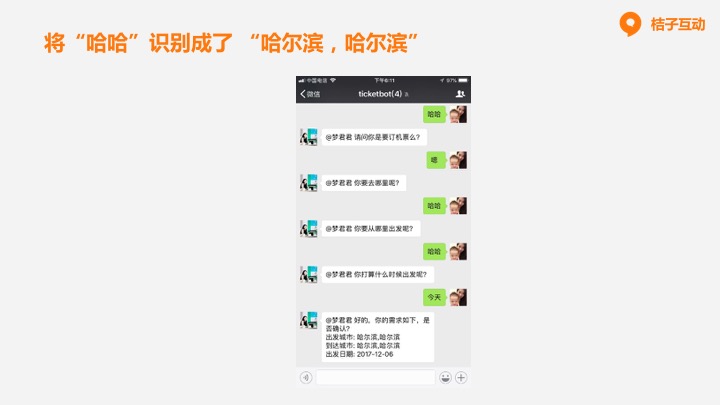 将“哈哈”识别成了 “哈尔滨，哈尔滨”
桔子互动
中国电信
下午6:11
97%
微信
ticketbot(4)
哈哈
@梦君君 请问你是要订机票么?
嗯
@梦君君 你要去哪里呢?
哈哈
@梦君君 你要从哪里出发呢?
哈哈
@梦君君 你打算什么时候出发呢?
今天
@梦君君 好的，你的需求如下，是
否确认?
出发城市: 哈尔滨,哈尔滨
到达城市: 哈尔滨,哈尔滨
出发日期: 2017-12-06